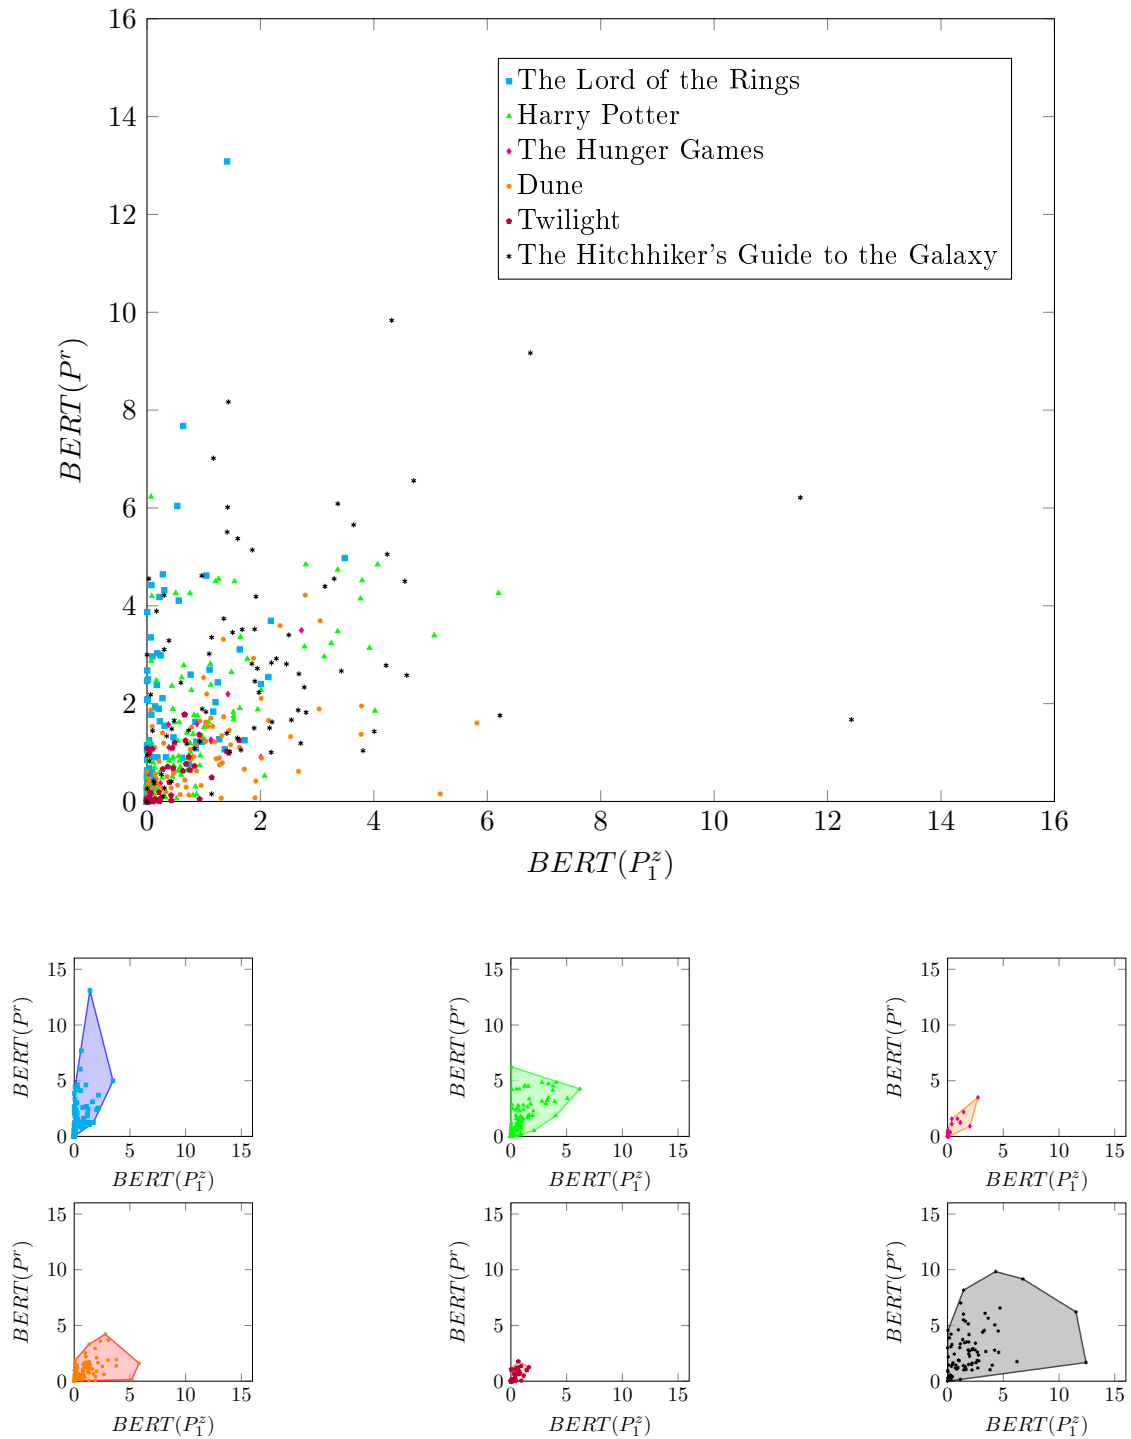 16
14
12
10
8
6
4
2
0
BERT(P^r)
The Lord of the Rings
Harry Potter
The Hunger Games
Dune
Twilight
The Hitchhiker's Guide to the Galaxy
0 2 4 6 8 10 12 14 16
BERT(P_1^z)
15
10
5
0
BERT(P^r)
0 5 10 15
BERT(P_1^z)
15
10
5
0
BERT(P^r)
0 5 10 15
BERT(P_1^z)
15
10
5
0
BERT(P^r)
0 5 10 15
BERT(P_1^z)
15
10
5
0
BERT(P^r)
0 5 10 15
BERT(P_1^z)
15
10
5
0
BERT(P^r)
0 5 10 15
BERT(P_1^z)
15
10
5
0
BERT(P^r)
0 5 10 15
BERT(P_1^z)